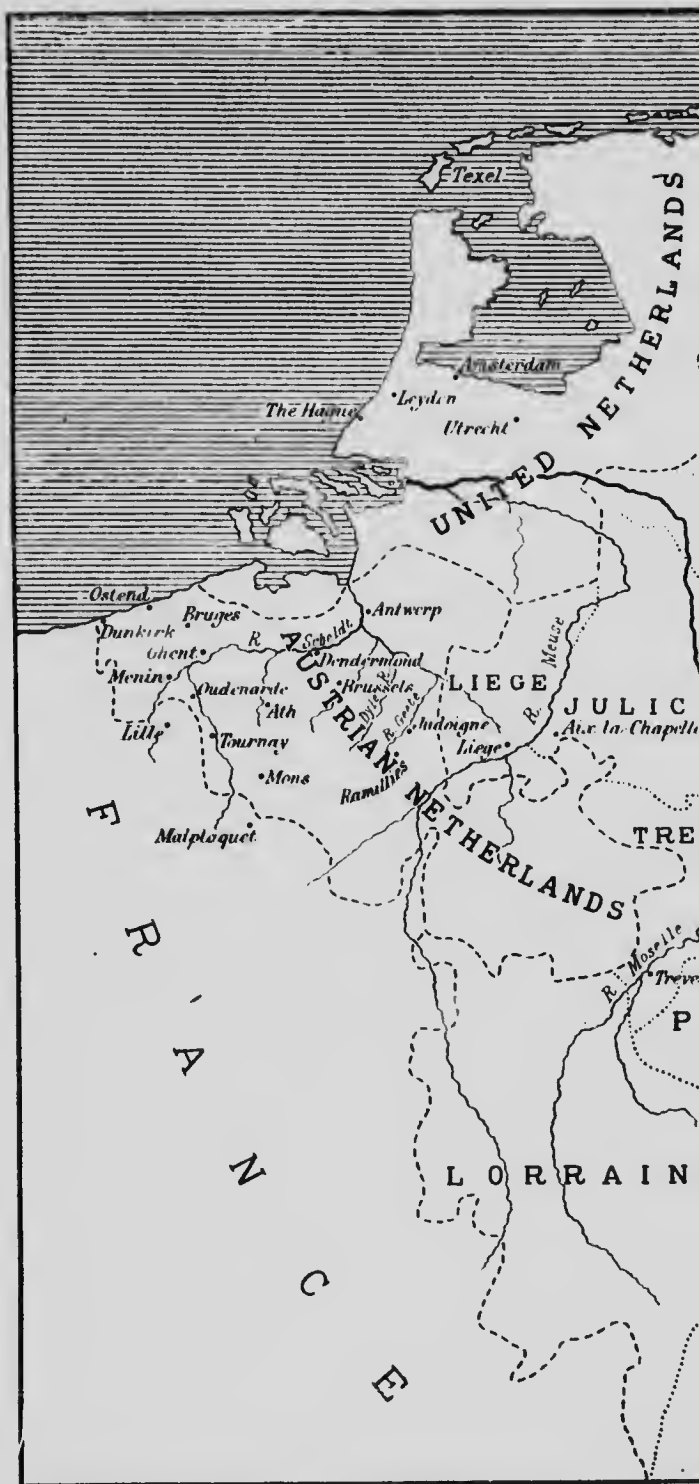 Texel
UNITED NETHERLANDS
Amsterdam
Leyden
The Hague
Utrecht
Ostend
Bruges
Antwerp
Dunkirk
R. Scheldt
Ghent
Dendermond
Menin
Oudenarde
Brussels
Dyle R.
R. Geete
Ath
LIEGE
R. Meuse
JULIC
Judoigne
Aix la Chapelle
Liege
Lille
Tournay
Mons
Ramillies
AUSTRIAN NETHERLANDS
Malplaquet
TRE
R. Moselle
Treve
P
FRANCE
LORRAIN